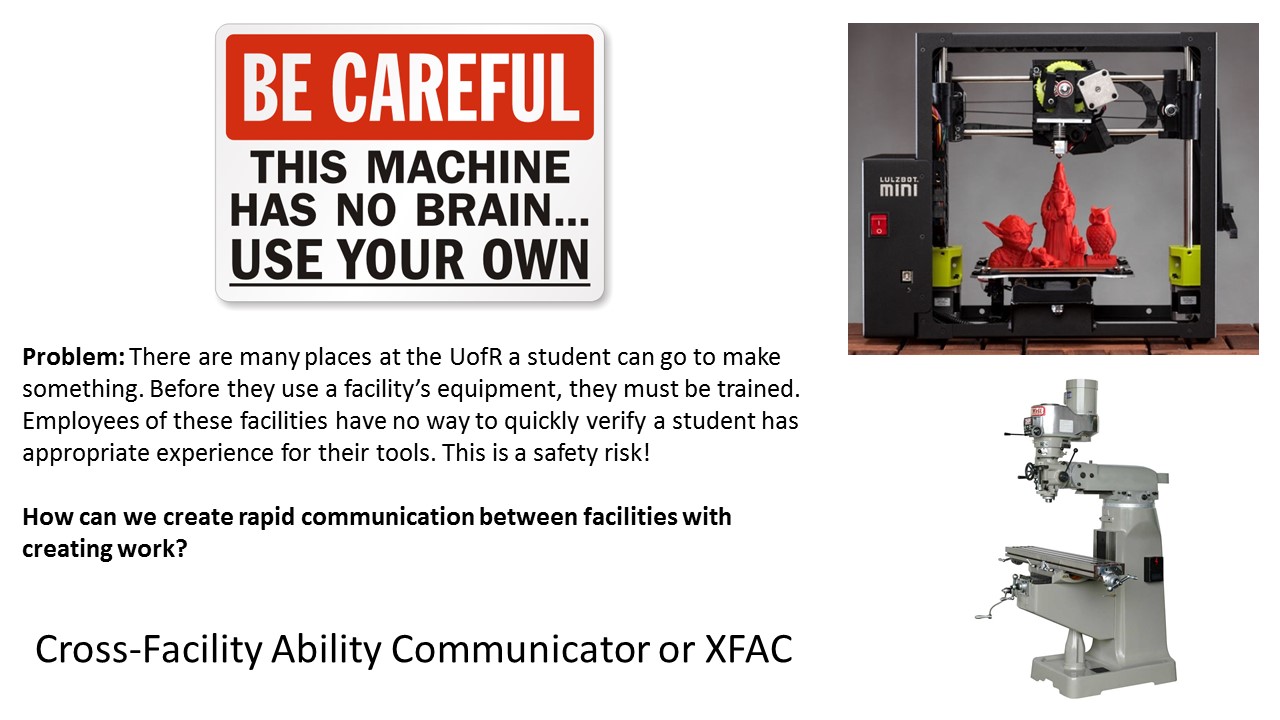 BE CAREFUL
THIS MACHINE
HAS NO BRAIN...
USE YOUR OWN
LULZBOT
mini
Problem: There are many places at the UofR a student can go to make
something. Before they use a facility’s equipment, they must be trained.
Employees of these facilities have no way to quickly verify a student has
appropriate experience for their tools. This is a safety risk!
How can we create rapid communication between facilities with
creating work?
Cross-Facility Ability Communicator or XFAC